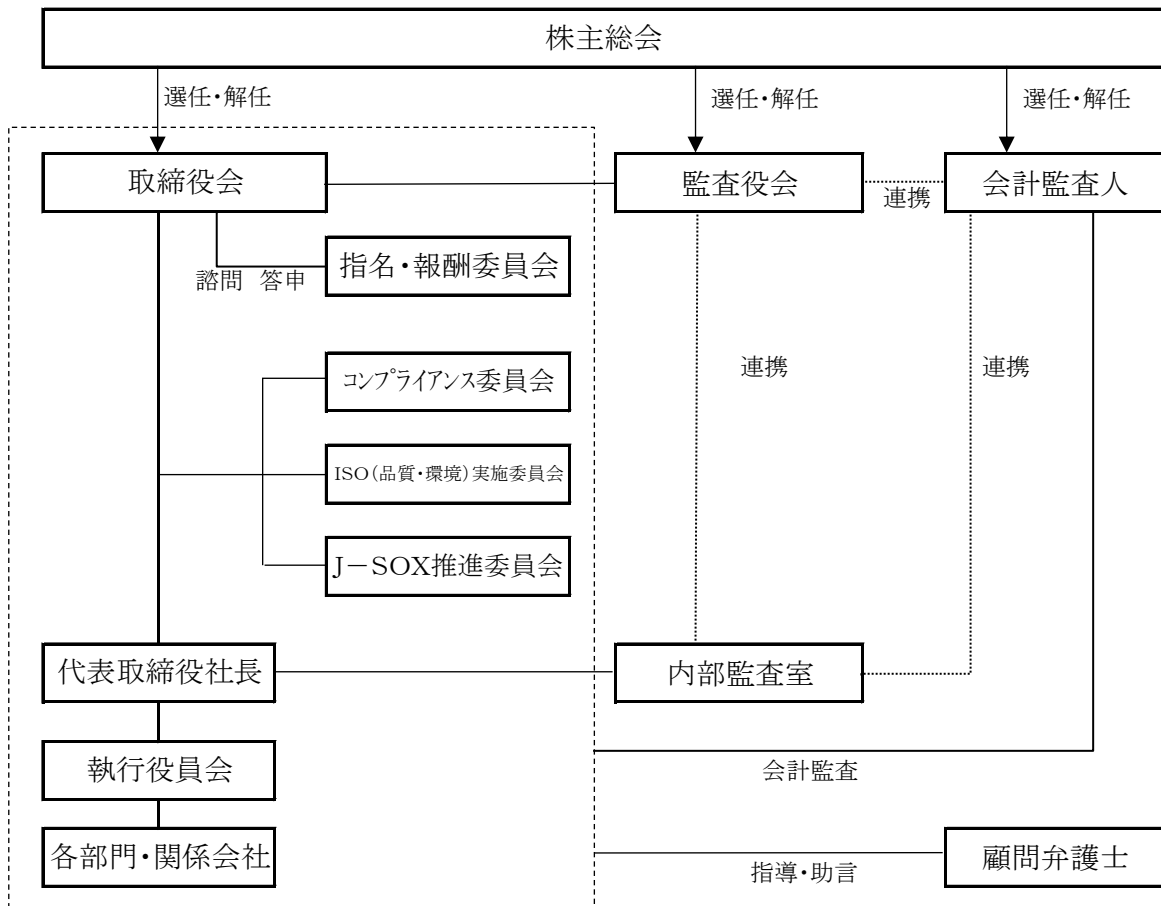 株主総会
選任・解任
選任・解任
選任・解任
取締役会
監査役会
連携
会計監査人
諮問 答申
指名・報酬委員会
コンプライアンス委員会
連携
連携
ISO(品質・環境)実施委員会
J－SOX推進委員会
代表取締役社長
内部監査室
執行役員会
会計監査
各部門・関係会社
指導・助言
顧問弁護士